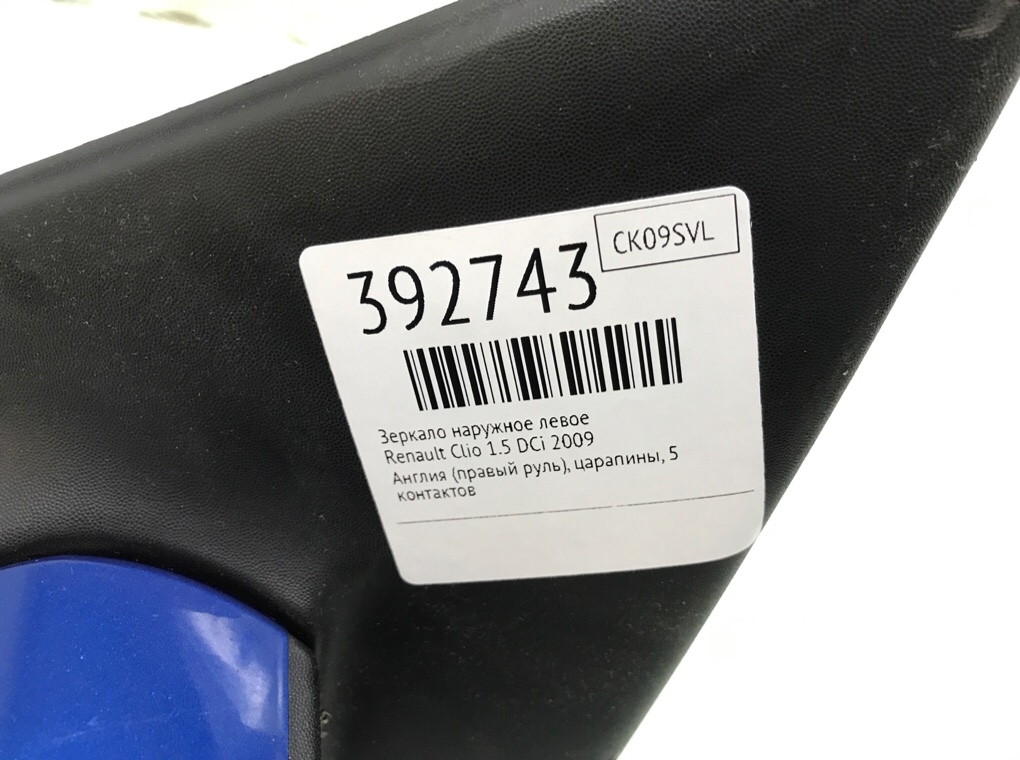 CK09SVL
392743
Зеркало наружное левое
Renault Clio 1.5 DCi 2009
Англия (правый руль), царапины, 5
контактов